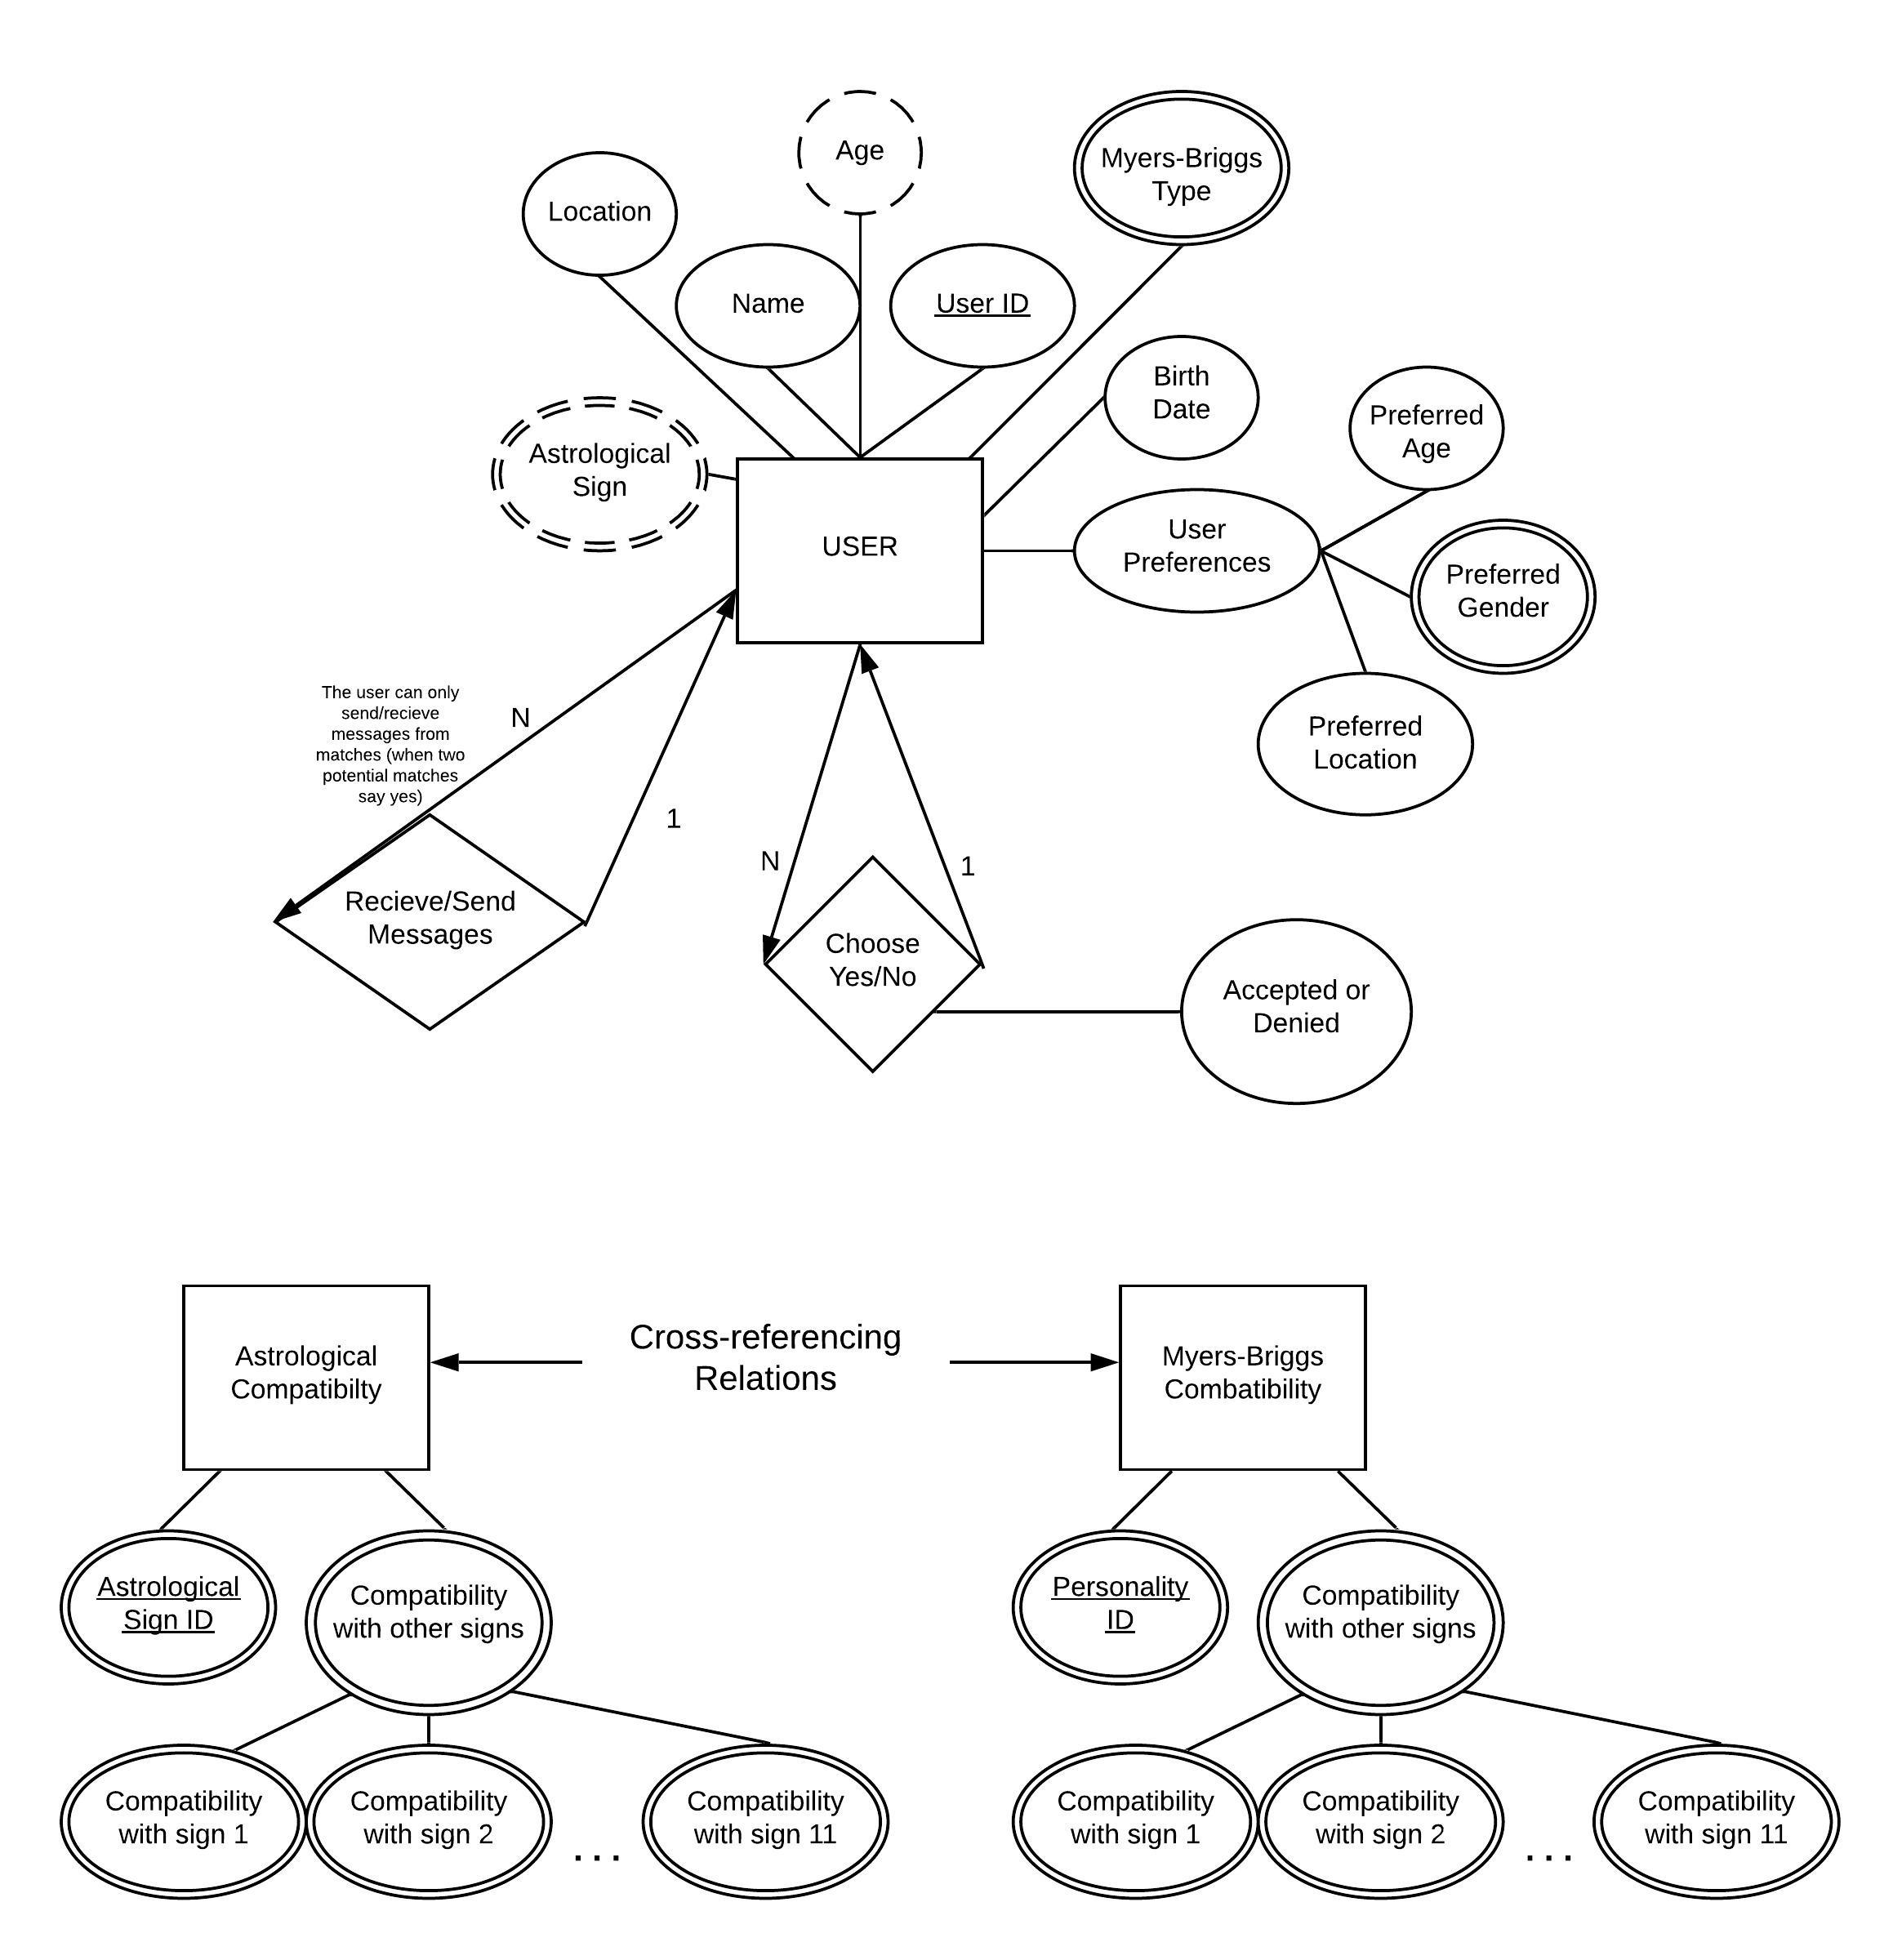 Age
Myers-Briggs
Type
Location
Name
User ID
Birth
Date
Preferred
Age
Astrological
Sign
USER
User
Preferences
Preferred
Gender
The user can only
send/recieve
messages from
matches (when two
potential matches
say yes)
N
Preferred
Location
1
N
1
Recieve/Send
Messages
Choose
Yes/No
Accepted or
Denied
Astrological
Compatibilty
Cross-referencing
Relations
Myers-Briggs
Combatibility
Astrological
Sign ID
Compatibility
with other signs
Personality
ID
Compatibility
with other signs
Compatibility
with sign 1
Compatibility
with sign 2
...
Compatibility
with sign 11
Compatibility
with sign 1
Compatibility
with sign 2
...
Compatibility
with sign 11